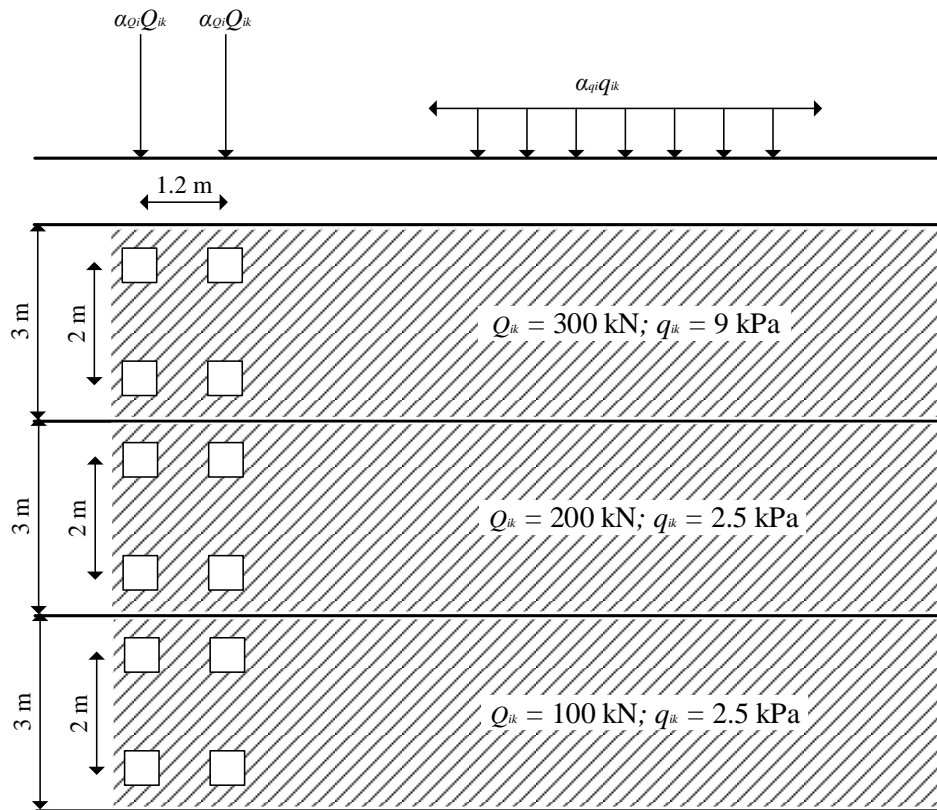 αQiQik αQiQik
αqiqik
1.2 m
3 m
2 m
Qik = 300 kN; qik = 9 kPa
3 m
2 m
Qik = 200 kN; qik = 2.5 kPa
3 m
2 m
Qik = 100 kN; qik = 2.5 kPa